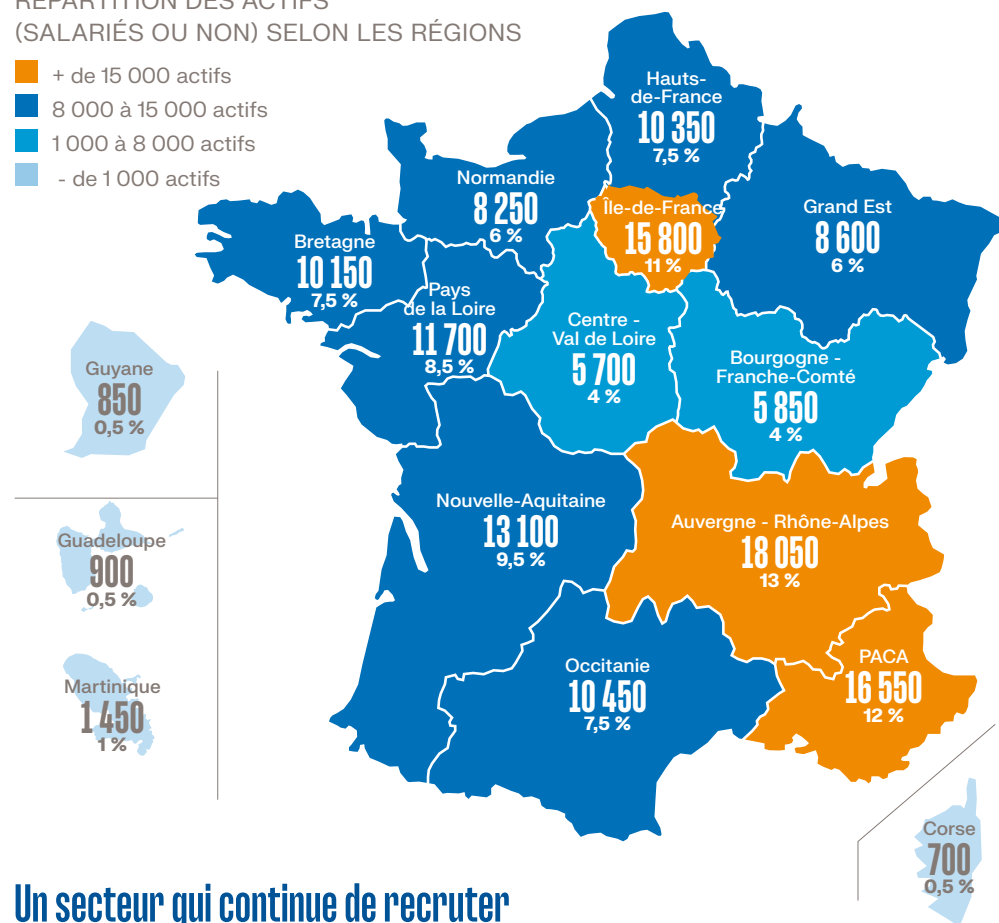 RÉPARTITION DES ACTIFS
(SALARIÉS OU NON) SELON LES RÉGIONS
+ de 15 000 actifs
8 000 à 15 000 actifs
1 000 à 8 000 actifs
- de 1 000 actifs
Hauts-
de-France
10 350
7,5 %
Normandie
8 250
6 %
Île-de-France
15 800
11 %
Grand Est
8 600
6 %
Bretagne
10 150
7,5 %
Pays
de la Loire
11 700
8,5 %
Centre -
Val de Loire
5 700
4 %
Bourgogne -
Franche-Comté
5 850
4 %
Guyane
850
0,5 %
Nouvelle-Aquitaine
13 100
9,5 %
Auvergne - Rhône-Alpes
18 050
13 %
Guadeloupe
900
0,5 %
Occitanie
10 450
7,5 %
PACA
16 550
12 %
Martinique
1 450
1 %
Corse
700
0,5 %
Un secteur qui continue de recruter